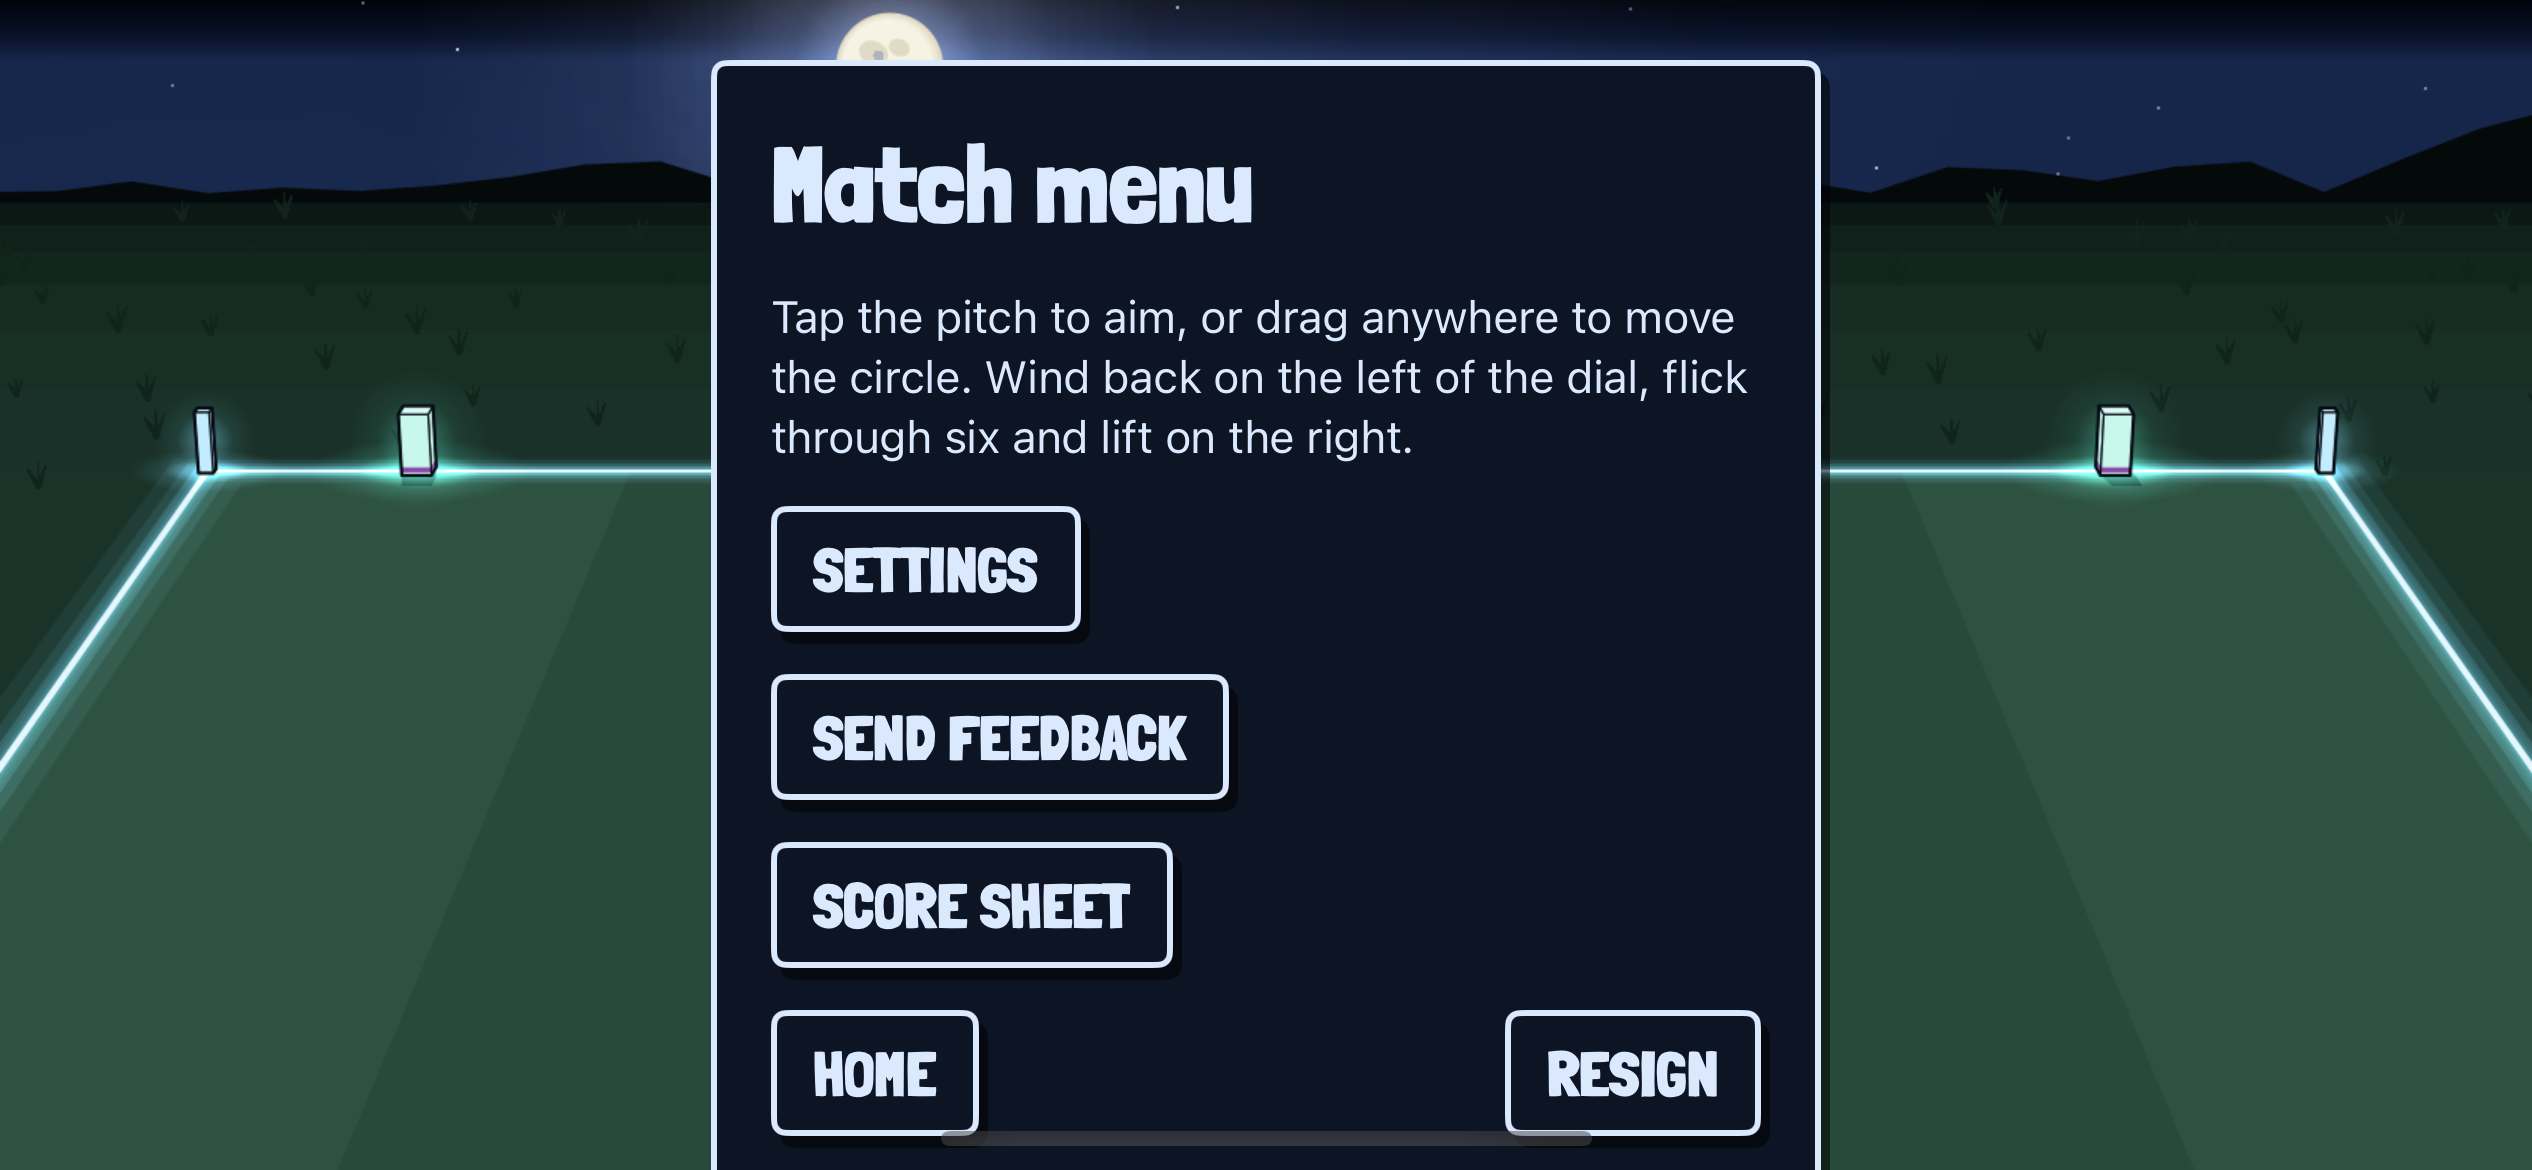 Match menu
Tap the pitch to aim, or drag anywhere to move
the circle. Wind back on the left of the dial, flick
through six and lift on the right.
SETTINGS
SEND FEEDBACK
SCORE SHEET
HOME RESIGN